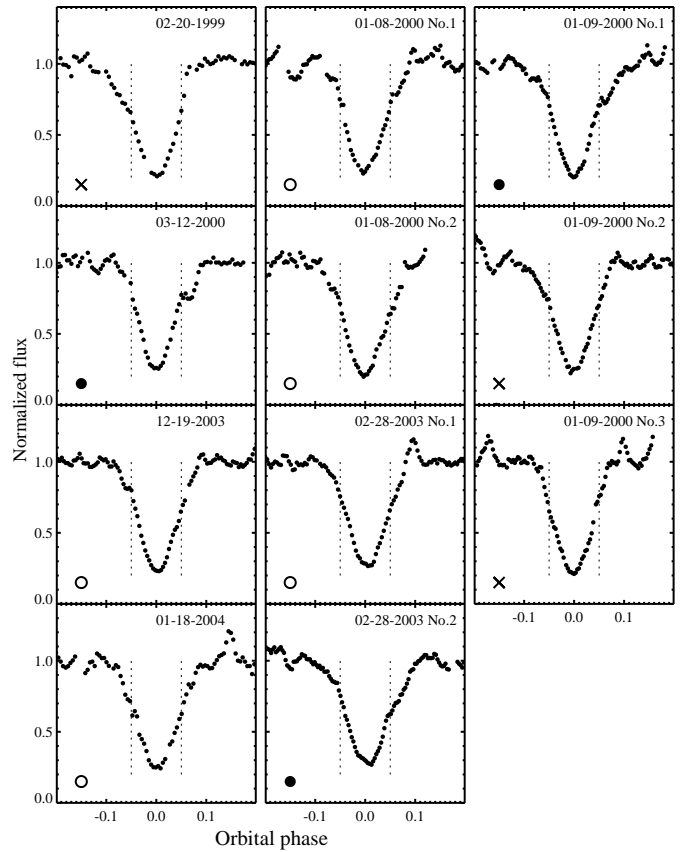 02-20-1999
01-08-2000 No.1
01-09-2000 No.1
1.0
0.5
0.0
03-12-2000
01-08-2000 No.2
01-09-2000 No.2
1.0
0.5
0.0
Normalized flux
12-19-2003
02-28-2003 No.1
01-09-2000 No.3
1.0
0.5
0.0
-0.1 0.0 0.1
01-18-2004
02-28-2003 No.2
1.0
0.5
0.0
-0.1 0.0 0.1
-0.1 0.0 0.1
Orbital phase